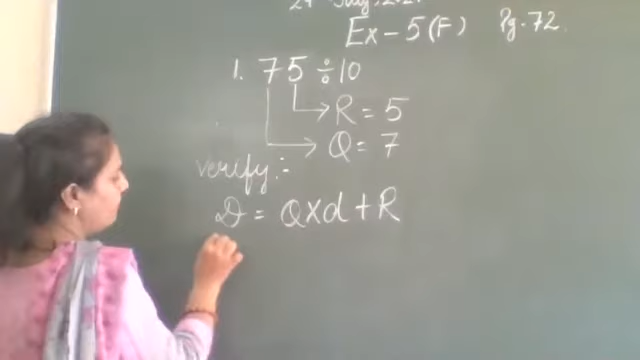 Ex-5(F) Pg. 72.
1. 75 ÷ 10
R = 5
Q = 7
verify:-
D = Q x d + R